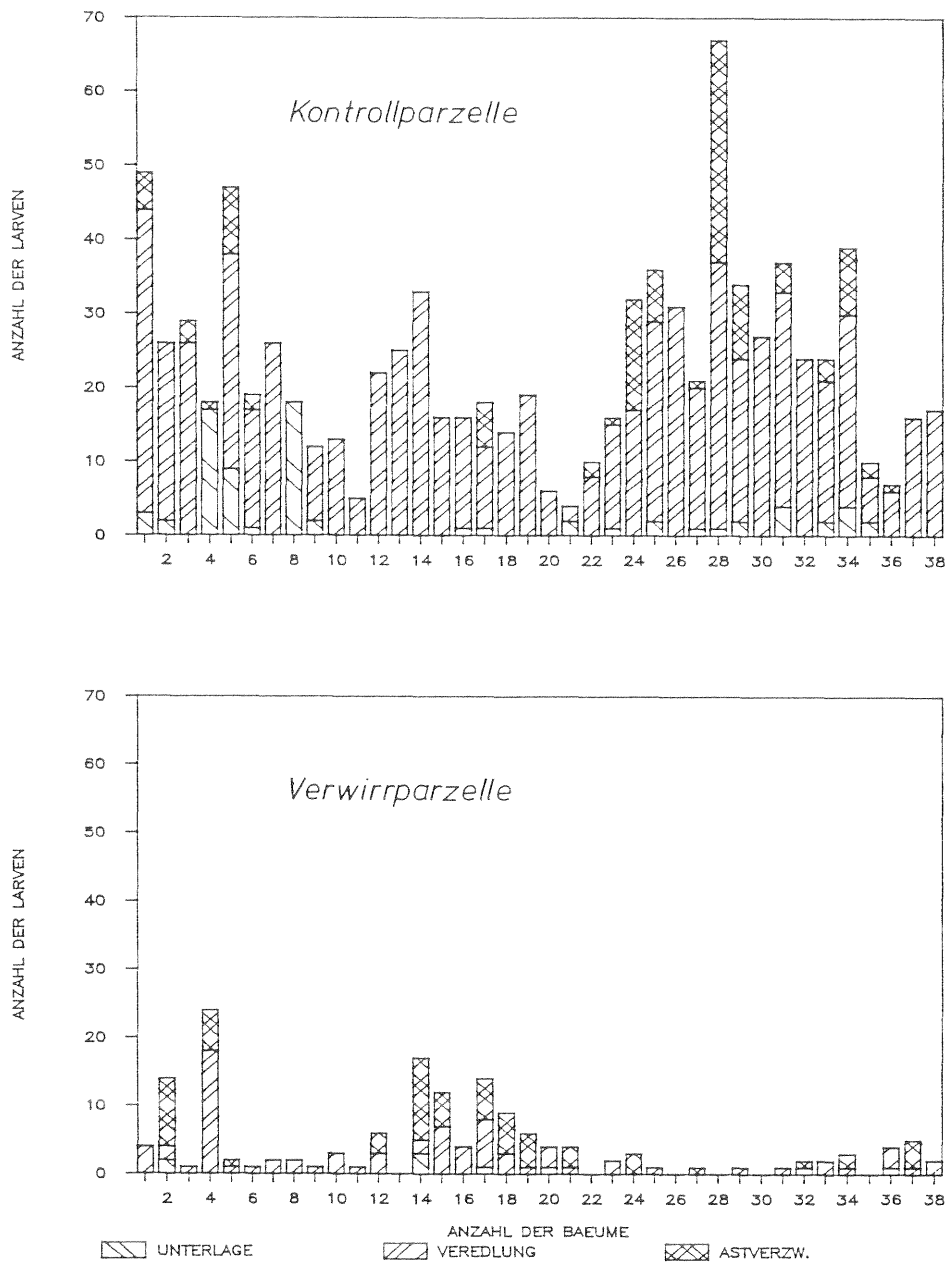 70
60
50
40
30
20
10
0
ANZAHL DER LARVEN
Kontrollparzelle
2 4 6 8 10 12 14 16 18 20 22 24 26 28 30 32 34 36 38
70
60
50
40
30
20
10
0
ANZAHL DER LARVEN
Verwirrparzelle
2 4 6 8 10 12 14 16 18 20 22 24 26 28 30 32 34 36 38
ANZAHL DER BAEUME
UNTERLAGE VEREDLUNG ASTVERZW.